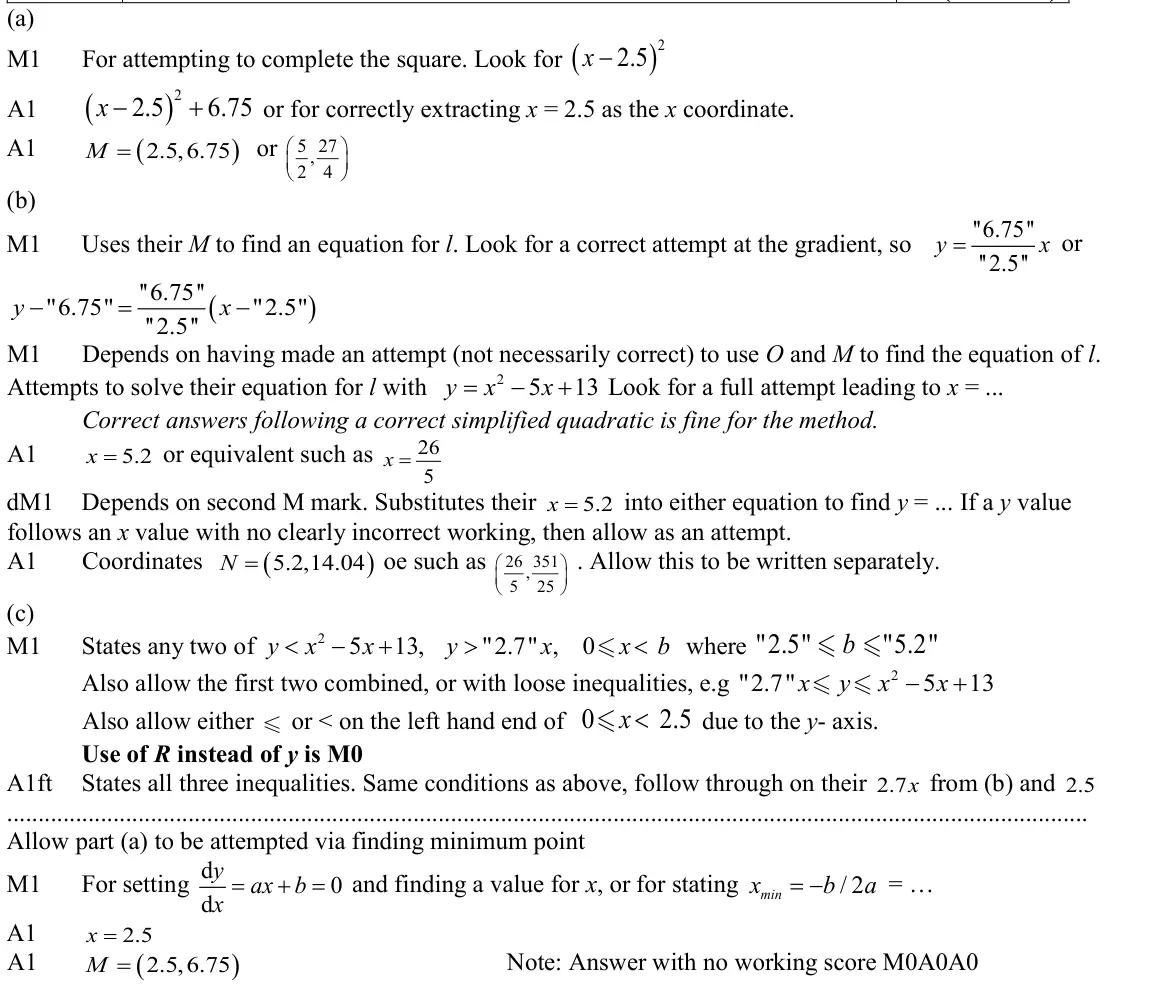 (a)
M1 For attempting to complete the square. Look for (x − 2.5)²
A1 (x − 2.5)² + 6.75 or for correctly extracting x = 2.5 as the x coordinate.
A1 M = (2.5, 6.75) or (5/2, 27/4)
(b)
M1 Uses their M to find an equation for l. Look for a correct attempt at the gradient, so y = "6.75"/"2.5" x or
y − "6.75" = "6.75"/"2.5" (x − "2.5")
M1 Depends on having made an attempt (not necessarily correct) to use O and M to find the equation of l.
Attempts to solve their equation for l with y = x² − 5x + 13 Look for a full attempt leading to x = ...
Correct answers following a correct simplified quadratic is fine for the method.
A1 x = 5.2 or equivalent such as x = 26/5
dM1 Depends on second M mark. Substitutes their x = 5.2 into either equation to find y = ... If a y value
follows an x value with no clearly incorrect working, then allow as an attempt.
A1 Coordinates N = (5.2, 14.04) oe such as (26/5, 351/25). Allow this to be written separately.
(c)
M1 States any two of y < x² − 5x + 13, y > "2.7" x, 0 ⩽ x < b where "2.5" ⩽ b ⩽ "5.2"
Also allow the first two combined, or with loose inequalities, e.g "2.7" x ⩽ y ⩽ x² − 5x + 13
Also allow either ⩽ or < on the left hand end of 0 ⩽ x < 2.5 due to the y- axis.
Use of R instead of y is M0
A1ft States all three inequalities. Same conditions as above, follow through on their 2.7x from (b) and 2.5
Allow part (a) to be attempted via finding minimum point
M1 For setting dy/dx = ax + b = 0 and finding a value for x, or for stating xmin = −b / 2a = …
A1 x = 2.5
A1 M = (2.5, 6.75) Note: Answer with no working score M0A0A0